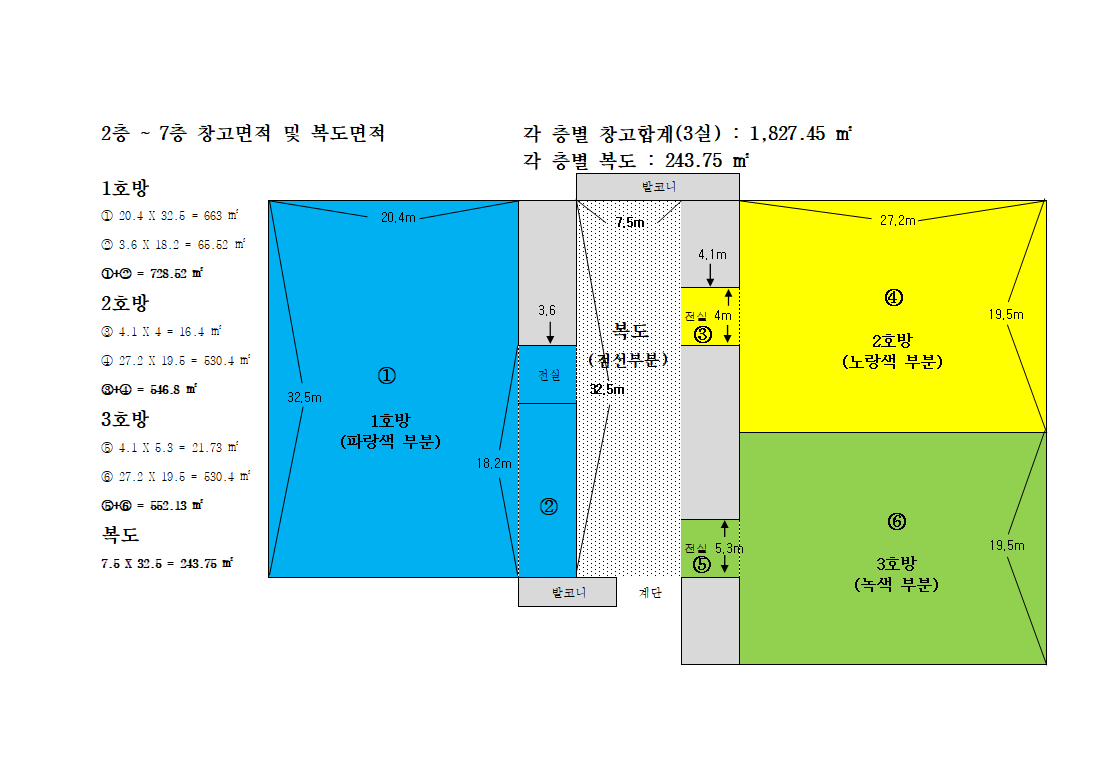 2층 ~ 7층 창고면적 및 복도면적
각 층별 창고합계(3실) : 1,827.45 ㎡
각 층별 복도 : 243.75 ㎡
1호방
① 20.4 X 32.5 = 663 ㎡
② 3.6 X 18.2 = 65.52 ㎡
①+② = 728.52 ㎡
2호방
③ 4.1 X 4 = 16.4 ㎡
④ 27.2 X 19.5 = 530.4 ㎡
③+④ = 546.8 ㎡
3호방
⑤ 4.1 X 5.3 = 21.73 ㎡
⑥ 27.2 X 19.5 = 530.4 ㎡
⑤+⑥ = 552.13 ㎡
복도
7.5 X 32.5 = 243.75 ㎡
발코니
20.4m
7.5m
27.2m
4.1m
3.6
전실 4m
③
④
19.5m
2호방
(노랑색 부분)
복도
(점선부분)
32.5m
전실
①
32.5m
1호방
(파랑색 부분)
18.2m
②
전실 5.3m
⑤
⑥
19.5m
3호방
(녹색 부분)
발코니
계단